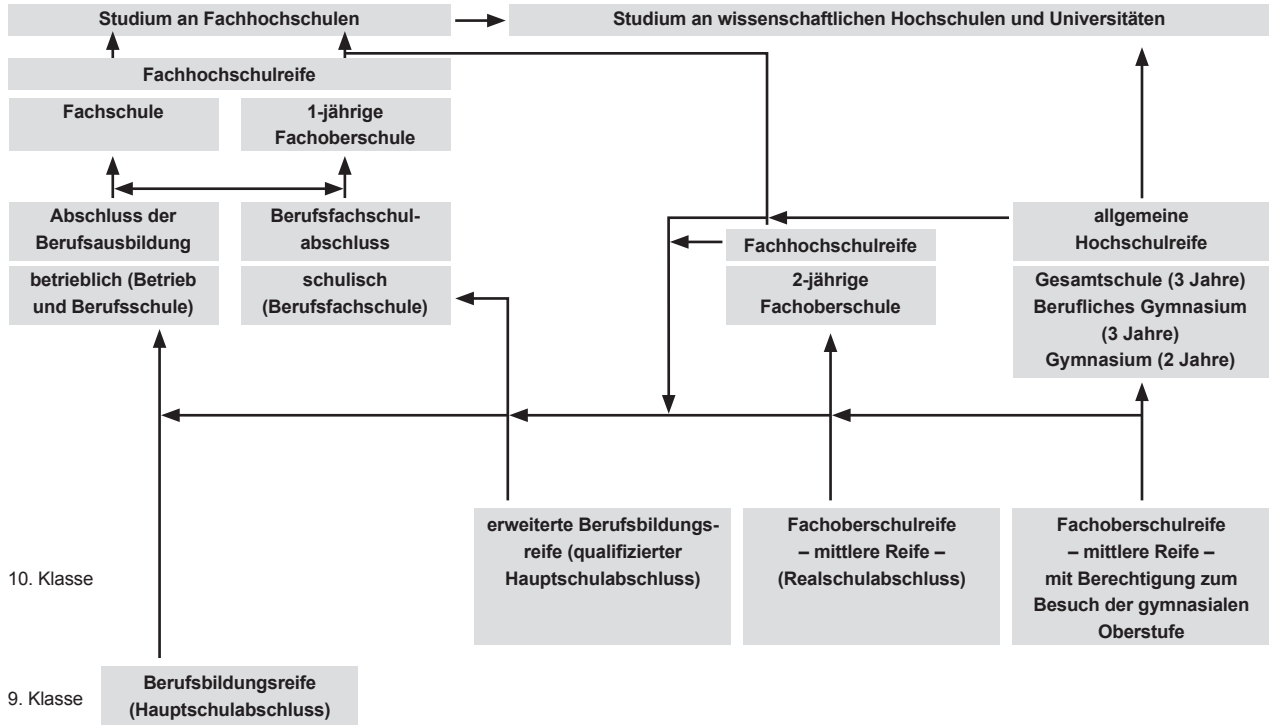 Studium an Fachhochschulen
Studium an wissenschaftlichen Hochschulen und Universitäten
Fachhochschulreife
Fachschule
1-jährige
Fachoberschule
Abschluss der
Berufsausbildung
Berufsfachschul-
abschluss
Fachhochschulreife
allgemeine
Hochschulreife
betrieblich (Betrieb
und Berufsschule)
schulisch
(Berufsfachschule)
2-jährige
Fachoberschule
Gesamtschule (3 Jahre)
Berufliches Gymnasium
(3 Jahre)
Gymnasium (2 Jahre)
10. Klasse
erweiterte Berufsbildungs-
reife (qualifizierter
Hauptschulabschluss)
Fachoberschulreife
– mittlere Reife –
(Realschulabschluss)
Fachoberschulreife
– mittlere Reife –
mit Berechtigung zum
Besuch der gymnasialen
Oberstufe
9. Klasse
Berufsbildungsreife
(Hauptschulabschluss)